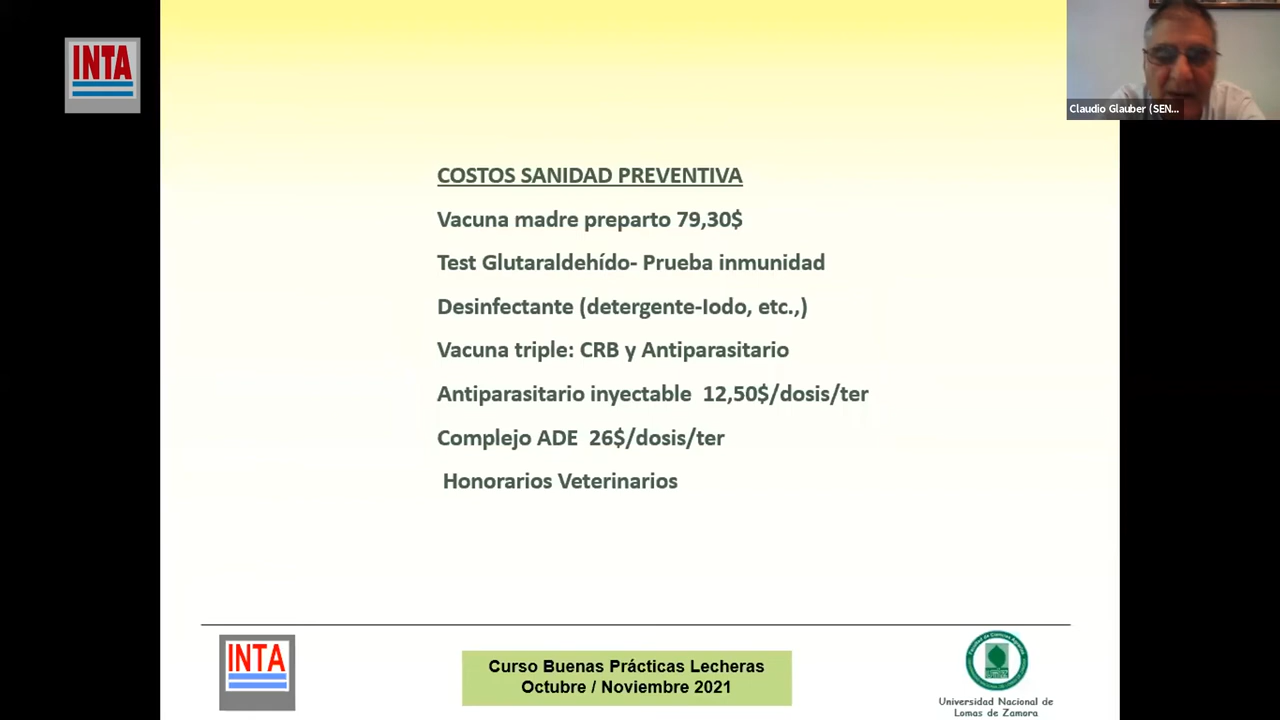 INTA
Claudio Glauber (SEN...
COSTOS SANIDAD PREVENTIVA
Vacuna madre preparto 79,30$
Test Glutaraldehído- Prueba inmunidad
Desinfectante (detergente-Iodo, etc.,)
Vacuna triple: CRB y Antiparasitario
Antiparasitario inyectable 12,50$/dosis/ter
Complejo ADE 26$/dosis/ter
Honorarios Veterinarios
INTA
Curso Buenas Prácticas Lecheras
Octubre / Noviembre 2021
Universidad Nacional de
Lomas de Zamora